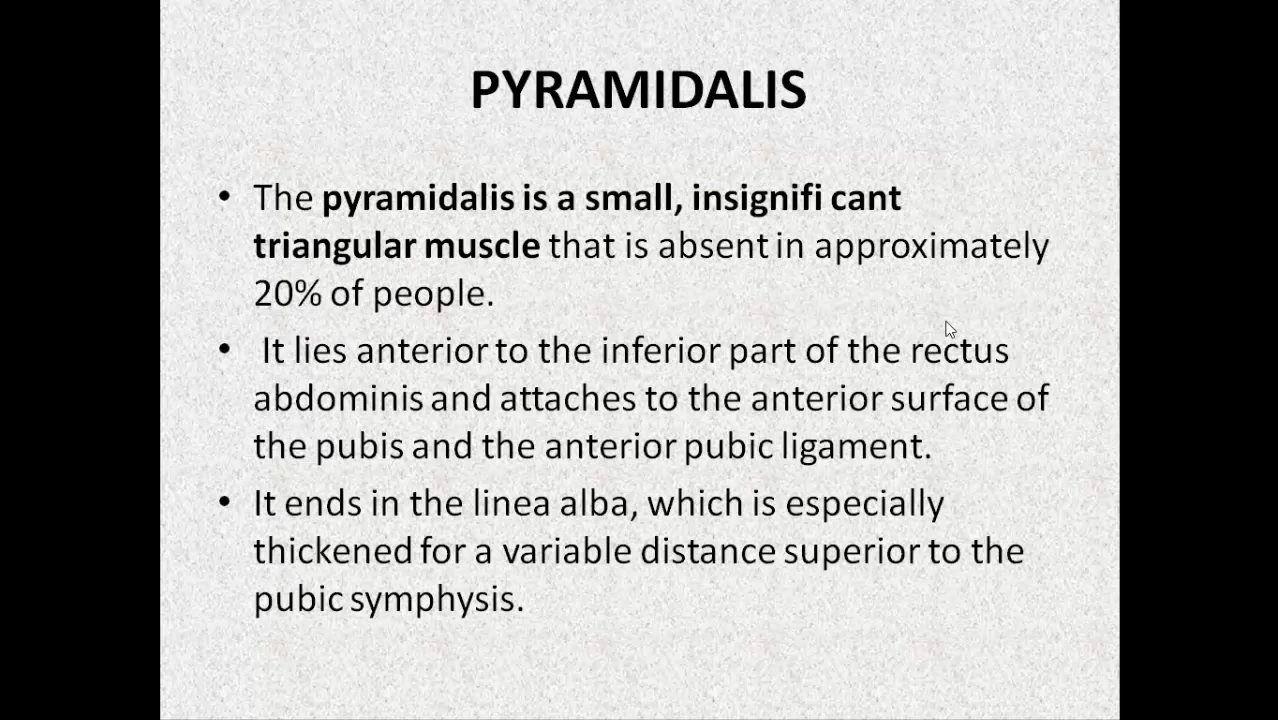 PYRAMIDALIS
• The pyramidalis is a small, insignifi cant
triangular muscle that is absent in approximately
20% of people.
• It lies anterior to the inferior part of the rectus
abdominis and attaches to the anterior surface of
the pubis and the anterior pubic ligament.
• It ends in the linea alba, which is especially
thickened for a variable distance superior to the
pubic symphysis.